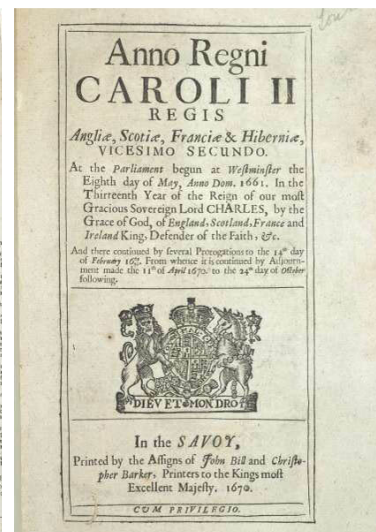 Anno Regni
CAROLI II
REGIS
Angliæ, Scotiæ, Franciæ & Hiberniæ,
VICESIMO SECUNDO.
At the Parliament begun at Weſtminſter the
Eighth day of May, Anno Dom. 1661. In the
Thirteenth Year of the Reign of our moſt
Gracious Sovereign Lord CHARLES, by the
Grace of God, of England, Scotland, France and
Ireland King, Defender of the Faith, &c.
And there continued by ſeveral Prorogations to the 14th day
of February From whence it is continued by Adjourn-
ment made the 11th of April 1670. to the 24th day of October
following.
DIEV ET MON DROIT
In the SAVOY,
Printed by the Aſſigns of John Bill and Chriſto-
pher Barker, Printers to the Kings moſt
Excellent Majeſty. 1670.
CUM PRIVILEGIO.